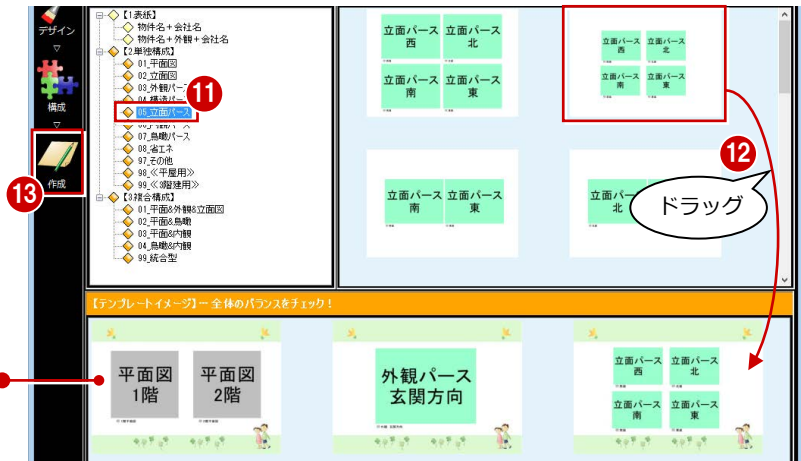 デザイン
▽
構成
▽
作成
13
【1.表紙】
物件名+会社名
物件名+外観+会社名
【2.単独構成】
01_平面図
02_立面図
03_外観パース
04_構造パー
05_立面パース
07_鳥瞰パース
08_省エネ
97_その他
98_≪平屋用≫
99_≪3階建用≫
【3.複合構成】
01_平面&外観&立面図
02_平面&鳥瞰
03_平面&内観
04_鳥瞰&内観
99_統合型
11
立面パース 西
立面パース 北
立面パース 南
立面パース 東
立面パース 西
立面パース 北
立面パース 南
立面パース 東
立面パース 南
立面パース 東
立面パ
北
12
ドラッグ
【テンプレートイメージ】-- 全体のバランスをチェック!
平面図 1階
平面図 2階
外観パース
玄関方向
立面パース 西
立面パース 北
立面パース 南
立面パース 東